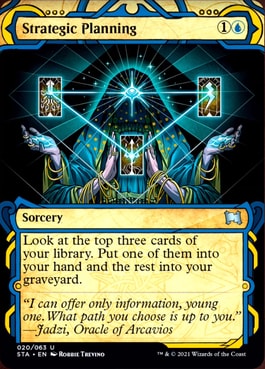 Strategic Planning 1
Sorcery
Look at the top three cards of
your library. Put one of them into
your hand and the rest into your
graveyard.
“I can offer only information, young
one. What path you choose is up to you.”
—Jadzi, Oracle of Arcavios
020/063 U
STA • EN ROBBIE TREVINO ™ & © 2021 Wizards of the Coast